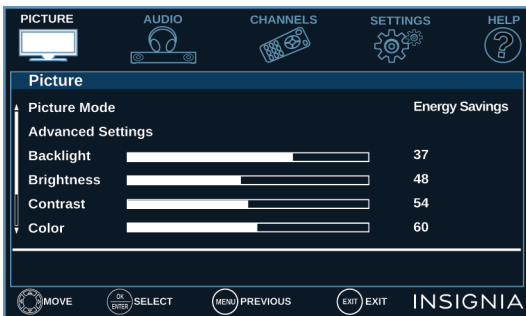 PICTURE AUDIO CHANNELS SETTINGS HELP
Picture
Picture Mode Energy Savings
Advanced Settings
Backlight 37
Brightness 48
Contrast 54
Color 60
MOVE OK ENTER SELECT MENU PREVIOUS EXIT EXIT INSIGNIA